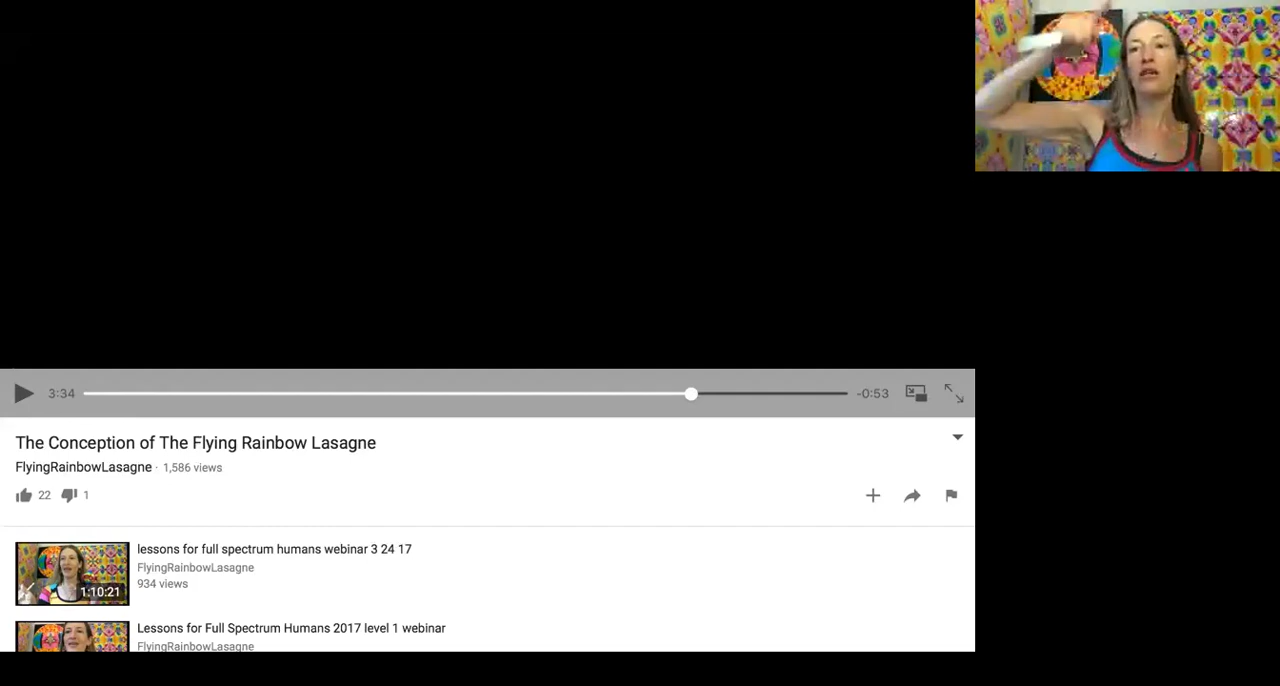 3:34
-0:53
The Conception of The Flying Rainbow Lasagne
FlyingRainbowLasagne · 1,586 views
22
1
lessons for full spectrum humans webinar 3 24 17
FlyingRainbowLasagne
934 views
1:10:21
Lessons for Full Spectrum Humans 2017 level 1 webinar
FlyingRainbowLasagne